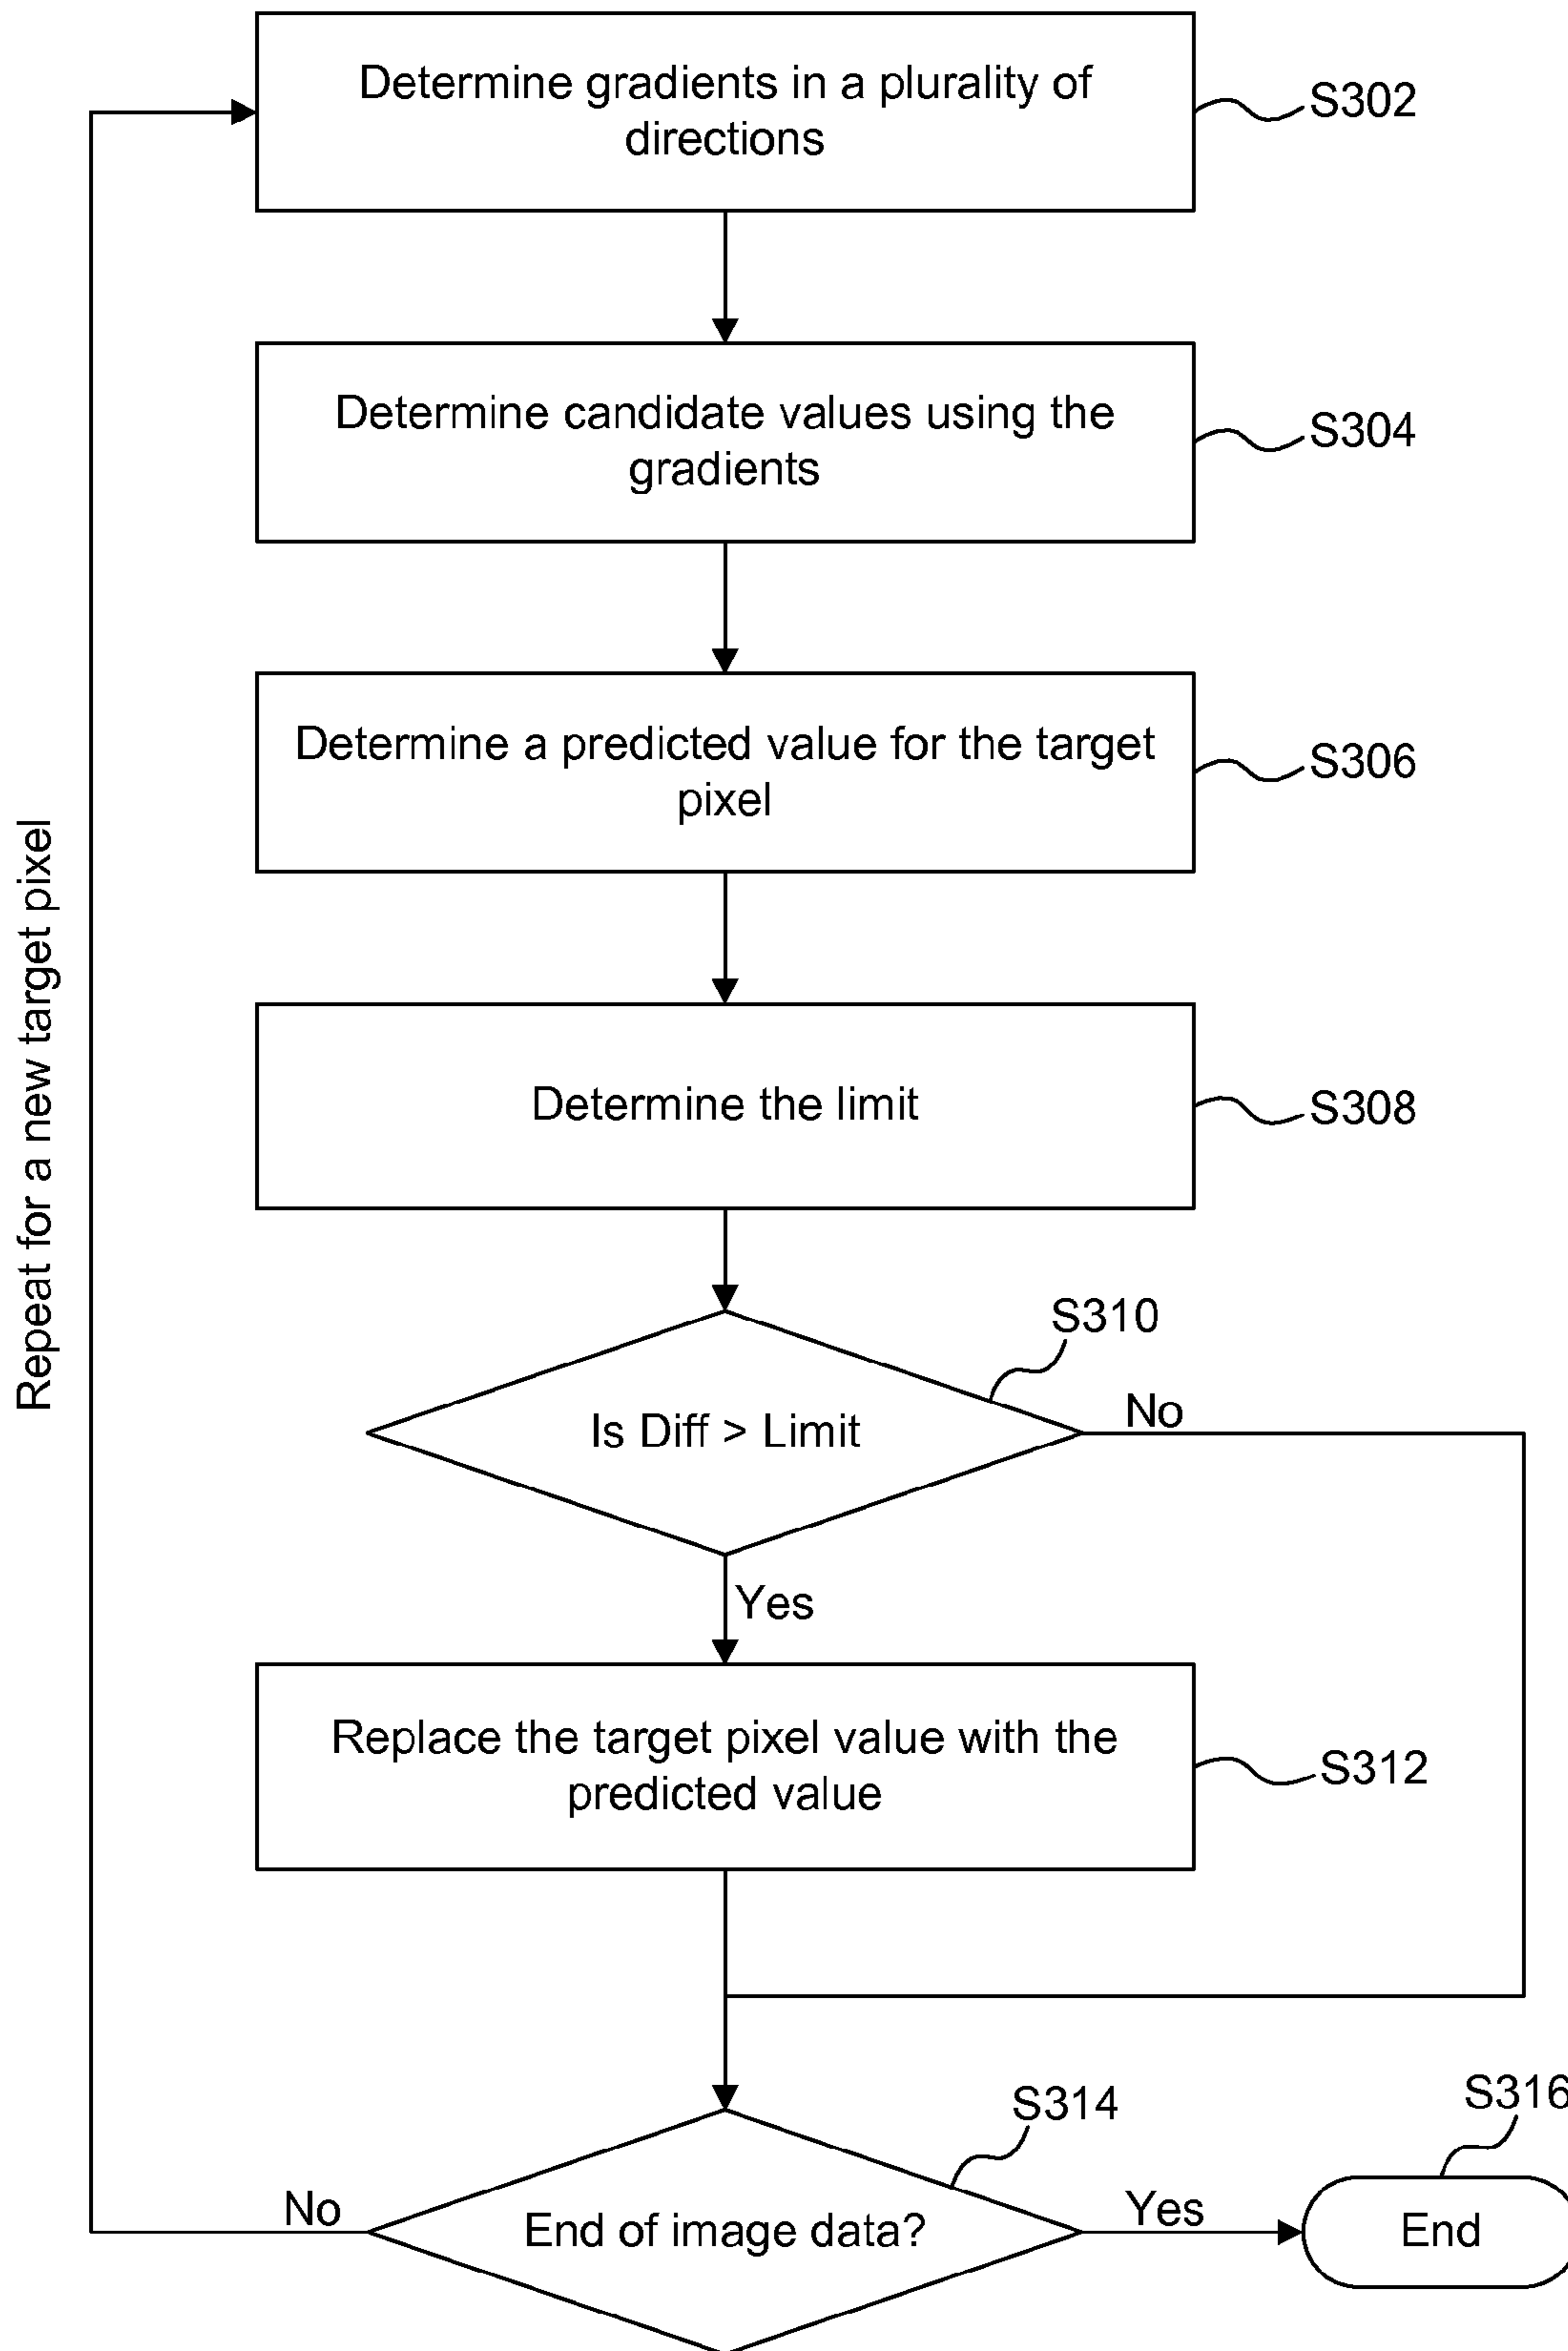 Determine gradients in a plurality of
directions
S302
Determine candidate values using the
gradients
S304
Determine a predicted value for the target
pixel
S306
Repeat for a new target pixel
Determine the limit
S308
S310
Is Diff > Limit
No
Yes
Replace the target pixel value with the
predicted value
S312
S314
S316
No
End of image data?
Yes
End